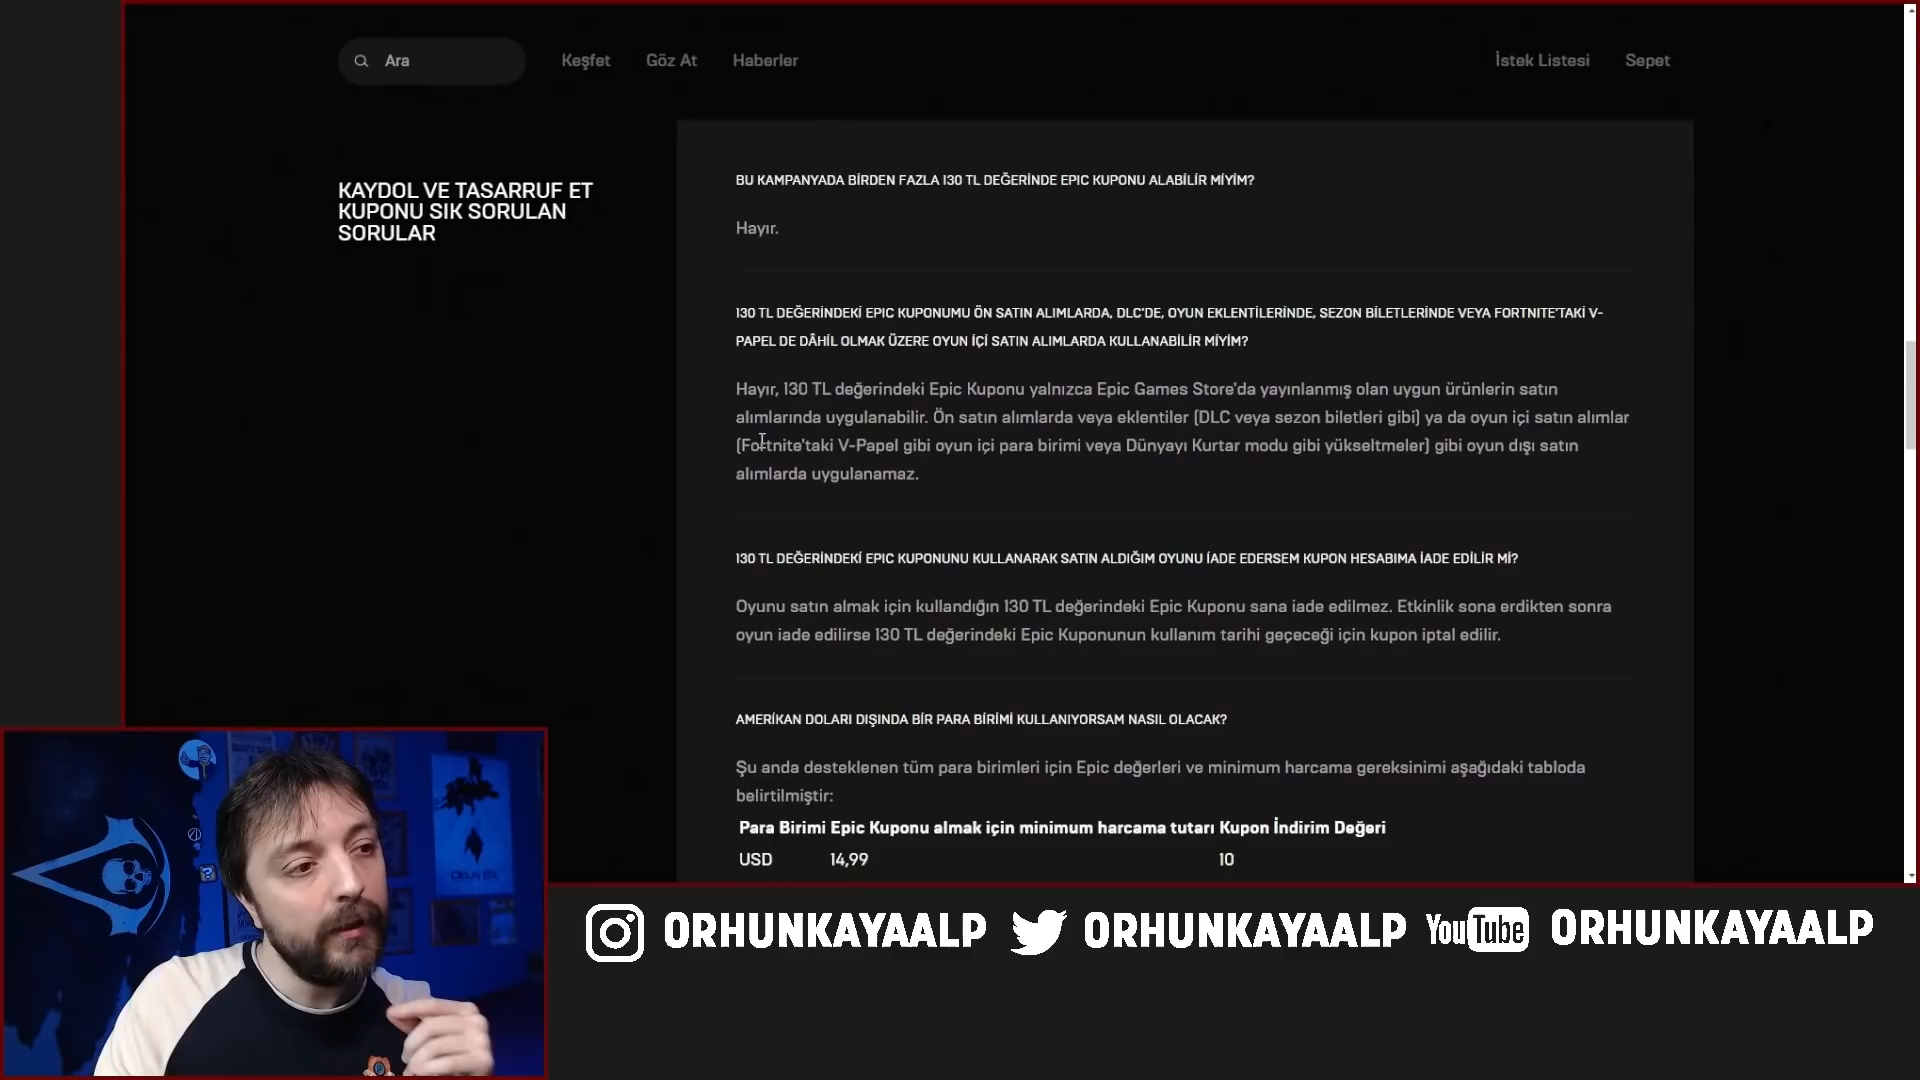 Ara
Keşfet
Göz At
Haberler
İstek Listesi
Sepet
KAYDOL VE TASARRUF ET
KUPONU SIK SORULAN
SORULAR
BU KAMPANYADA BİRDEN FAZLA 130 TL DEĞERİNDE EPIC KUPONU ALABİLİR MİYİM?
Hayır.
130 TL DEĞERİNDEKİ EPIC KUPONUMU ÖN SATIN ALIMLARDA, DLC'DE, OYUN EKLENTİLERİNDE, SEZON BİLETLERİNDE VEYA FORTNITE'TAKİ V-
PAPEL DE DÂHİL OLMAK ÜZERE OYUN İÇİ SATIN ALIMLARDA KULLANABİLİR MİYİM?
Hayır, 130 TL değerindeki Epic Kuponu yalnızca Epic Games Store'da yayınlanmış olan uygun ürünlerin satın
alımlarında uygulanabilir. Ön satın alımlarda veya eklentiler (DLC veya sezon biletleri gibi) ya da oyun içi satın alımlar
(Fortnite'taki V-Papel gibi oyun içi para birimi veya Dünyayı Kurtar modu gibi yükseltmeler) gibi oyun dışı satın
alımlarda uygulanamaz.
130 TL DEĞERİNDEKİ EPIC KUPONUNU KULLANARAK SATIN ALDIĞIM OYUNU İADE EDERSEM KUPON HESABIMA İADE EDİLİR Mİ?
Oyunu satın almak için kullandığın 130 TL değerindeki Epic Kuponu sana iade edilmez. Etkinlik sona erdikten sonra
oyun iade edilirse 130 TL değerindeki Epic Kuponunun kullanım tarihi geçeceği için kupon iptal edilir.
AMERİKAN DOLARI DIŞINDA BİR PARA BİRİMİ KULLANIYORSAM NASIL OLACAK?
Şu anda desteklenen tüm para birimleri için Epic değerleri ve minimum harcama gereksinimi aşağıdaki tabloda
belirtilmiştir:
Para Birimi Epic Kuponu almak için minimum harcama tutarı Kupon İndirim Değeri
USD 14,99 10
ORHUNKAYAALP
ORHUNKAYAALP
YouTube ORHUNKAYAALP